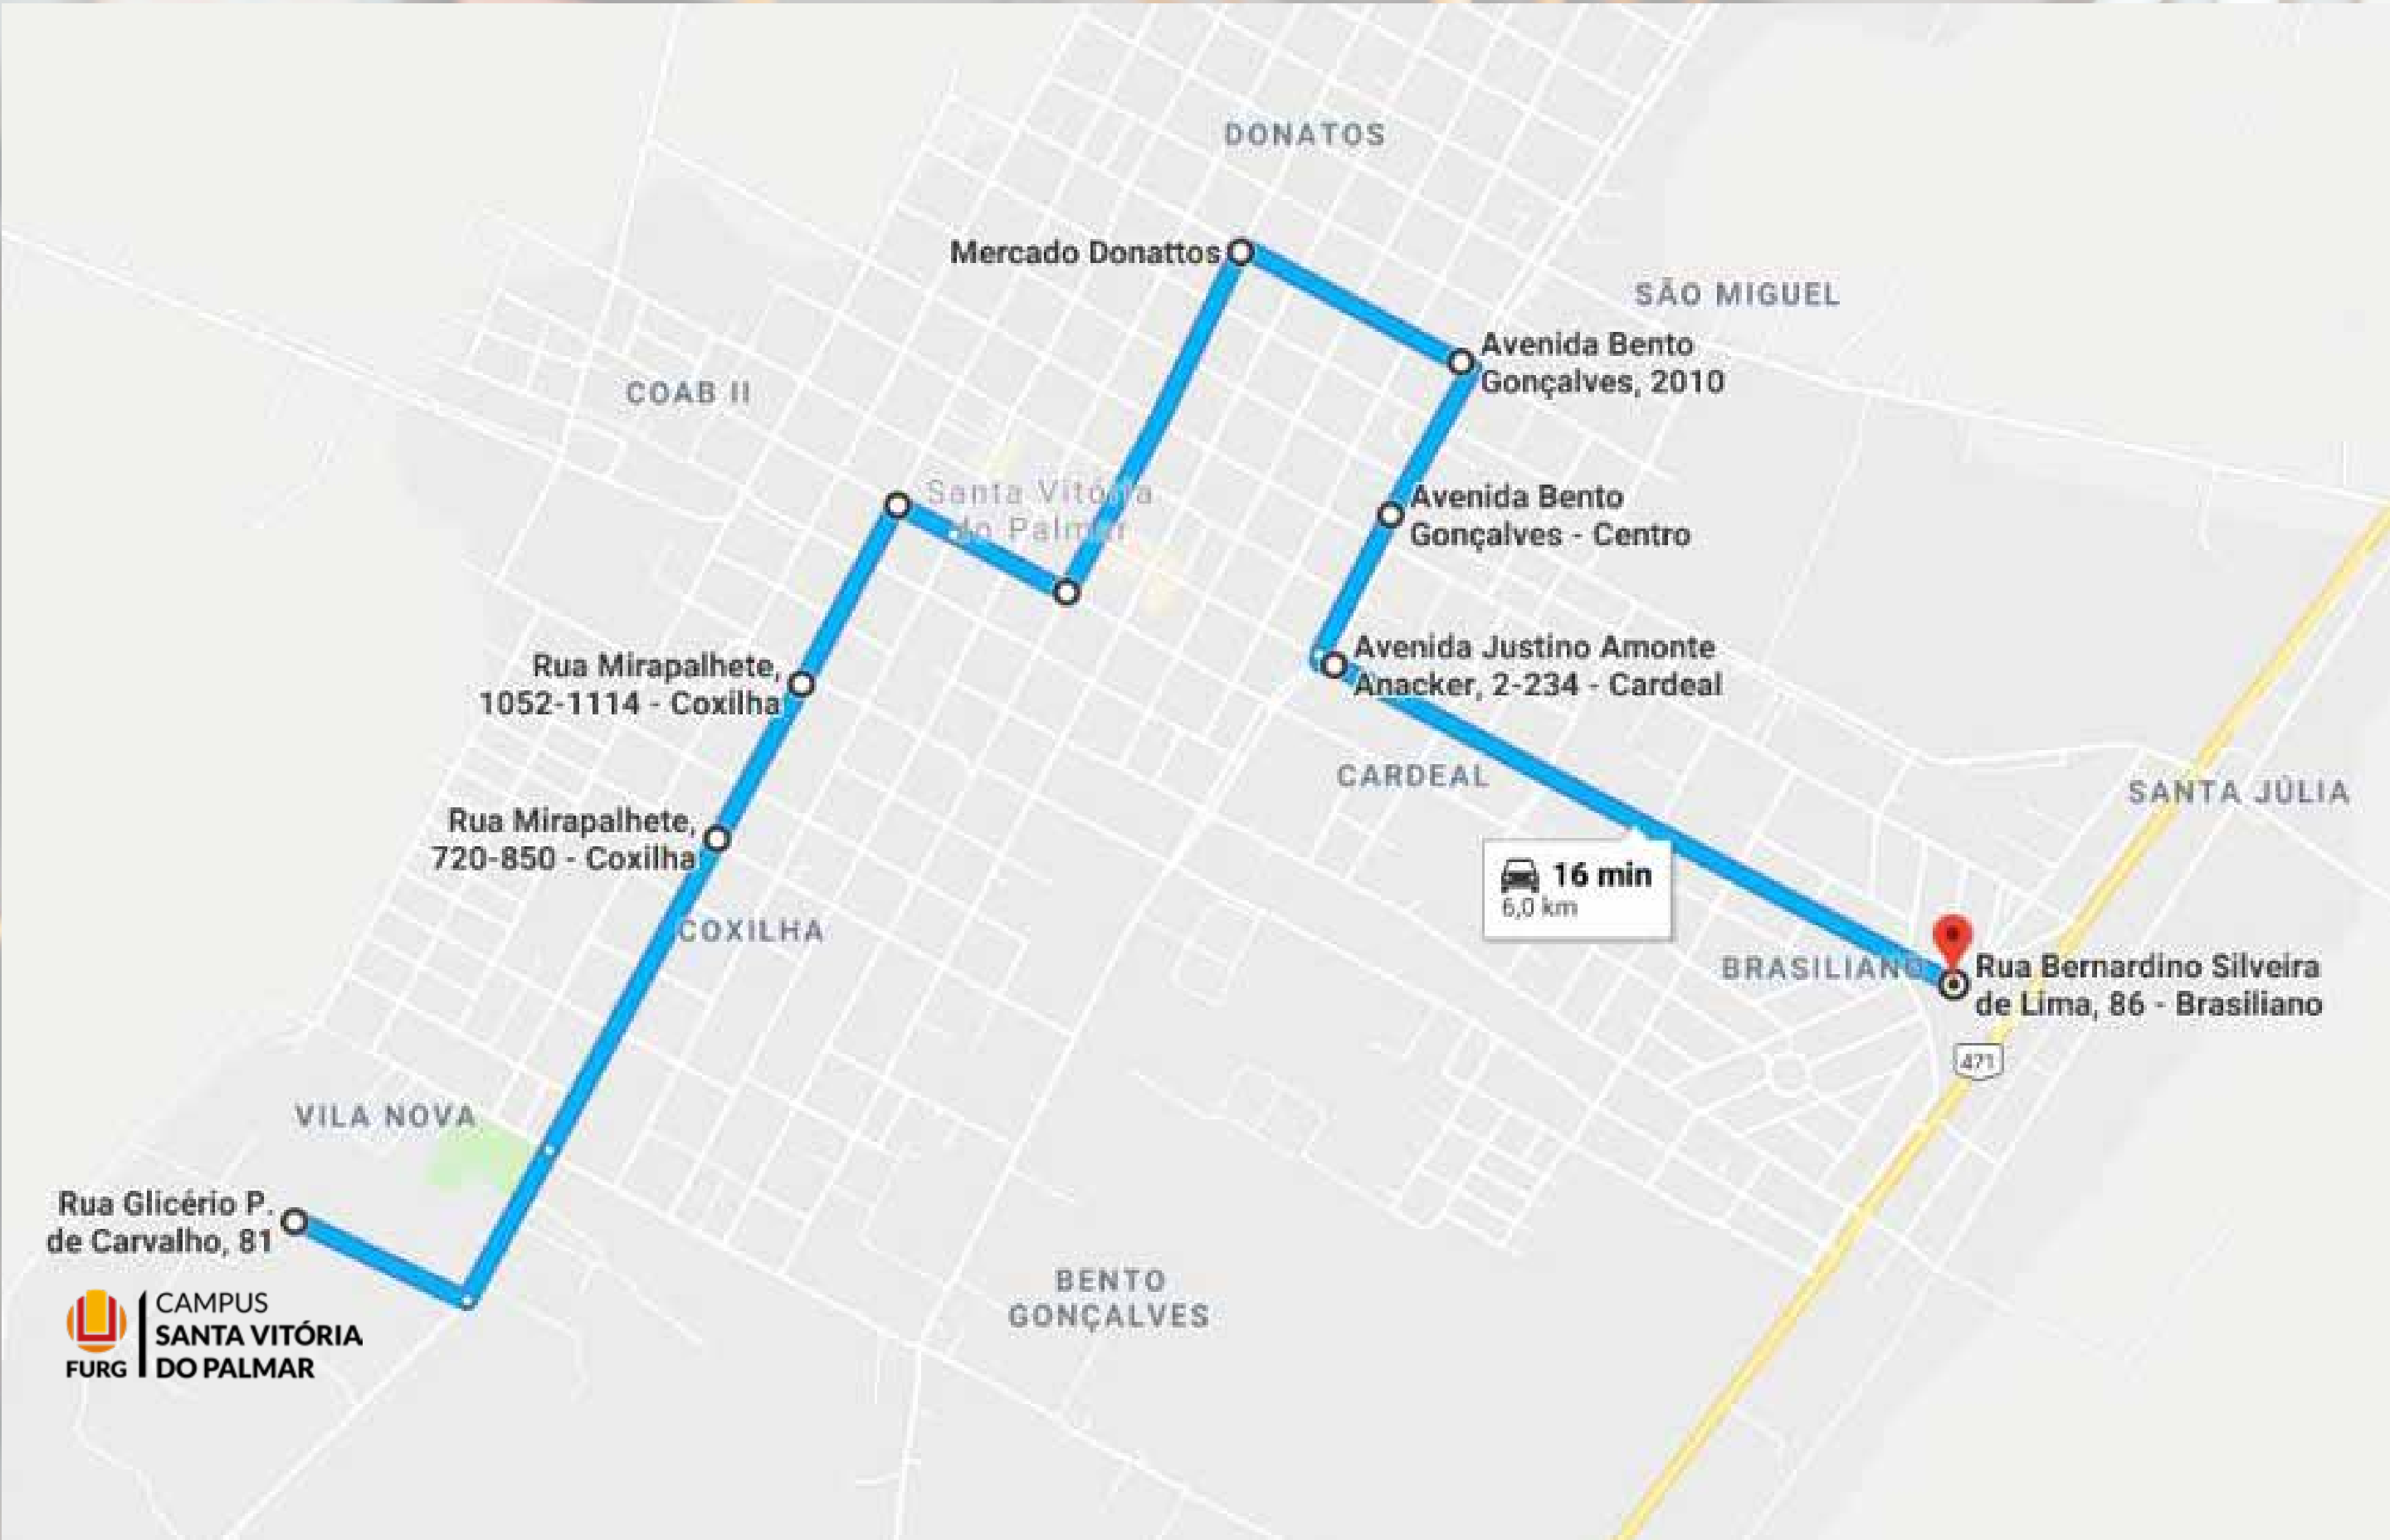 DONATOS
Mercado Donattos
SÃO MIGUEL
Avenida Bento
Gonçalves, 2010
COAB II
Santa Vitória
do Palmar
Avenida Bento
Gonçalves - Centro
Rua Mirapalhete,
1052-1114 - Coxilha
Avenida Justino Amonte
Anacker, 2-234 - Cardeal
CARDEAL
SANTA JÚLIA
Rua Mirapalhete,
720-850 - Coxilha
16 min
6,0 km
COXILHA
BRASILIANO
Rua Bernardino Silveira
de Lima, 86 - Brasiliano
471
VILA NOVA
Rua Glicério P.
de Carvalho, 81
BENTO
GONÇALVES
CAMPUS
SANTA VITÓRIA
DO PALMAR
FURG